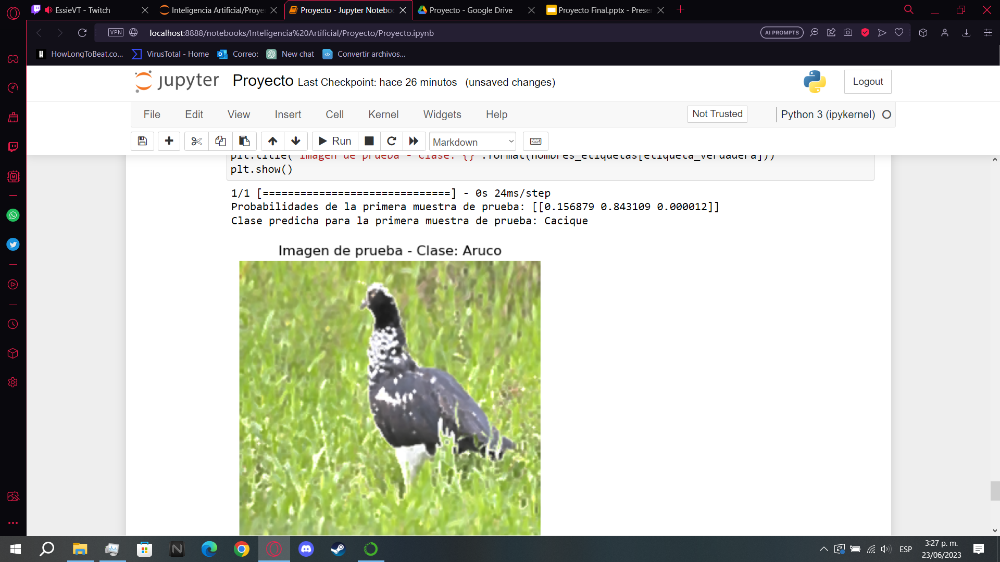 EssieVT - Twitch
Inteligencia Artificial/Proye
Proyecto - Jupyter Noteboo
Proyecto - Google Drive
Proyecto Final.pptx - Presen
VPN
localhost:8888/notebooks/Inteligencia%20Artificial/Proyecto/Proyecto.ipynb
AI PROMPTS
HowLongToBeat.co...
VirusTotal - Home
Correo:
New chat
Convertir archivos...
jupyter
Proyecto Last Checkpoint: hace 26 minutos (unsaved changes)
Logout
File Edit View Insert Cell Kernel Widgets Help
Not Trusted
Python 3 (ipykernel)
Run
Markdown
plt.title("Imagen de prueba - Clase: {}".format(nombres_etiquetas[etiqueta_verdadera]))
plt.show()
1/1 [==============================] - 0s 24ms/step
Probabilidades de la primera muestra de prueba: [[0.156879 0.843109 0.000012]]
Clase predicha para la primera muestra de prueba: Cacique
Imagen de prueba - Clase: Aruco
ESP
3:27 p. m.
23/06/2023